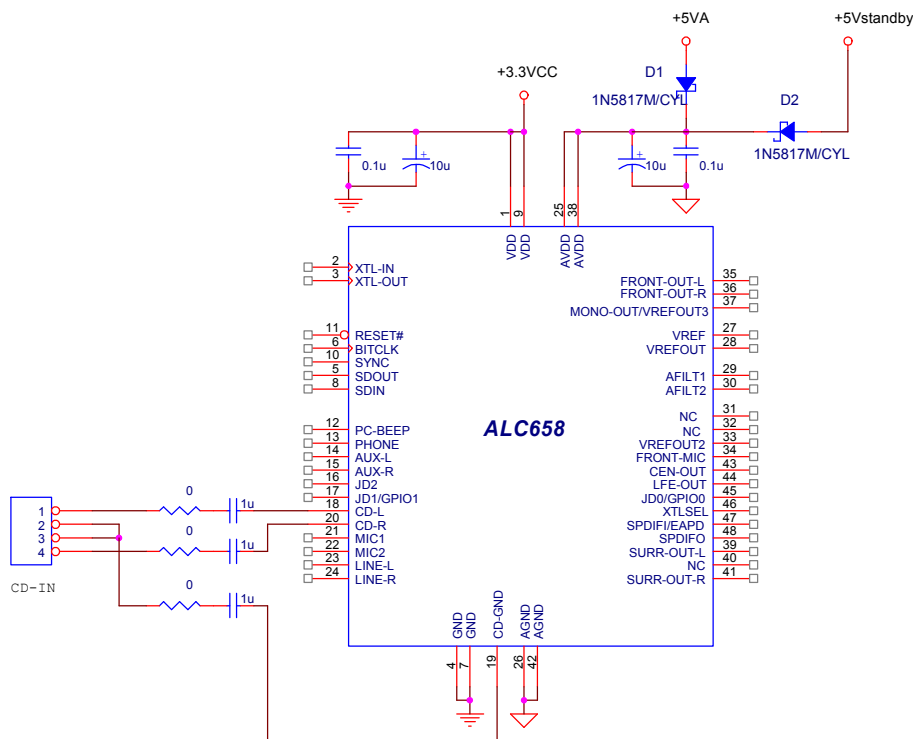 +5VA
+5Vstandby
+3.3VCC
D1
1N5817M/CYL
D2
1N5817M/CYL
0.1u
+
10u
+
10u
0.1u
1
9
25
38
VDD
VDD
AVDD
AVDD
2 XTL-IN
3 XTL-OUT
11 RESET#
6 BITCLK
10 SYNC
5 SDOUT
8 SDIN
12 PC-BEEP
13 PHONE
14 AUX-L
15 AUX-R
16 JD2
17 JD1/GPIO1
18 CD-L
20 CD-R
21 MIC1
22 MIC2
23 LINE-L
24 LINE-R
ALC658
FRONT-OUT-L 35
FRONT-OUT-R 36
MONO-OUT/VREFOUT3 37
VREF 27
VREFOUT 28
AFILT1 29
AFILT2 30
NC 31
NC 32
VREFOUT2 33
FRONT-MIC 34
CEN-OUT 43
LFE-OUT 44
JD0/GPIO0 45
XTLSEL 46
SPDIFI/EAPD 47
SPDIFO 48
SURR-OUT-L 39
NC 40
SURR-OUT-R 41
1
2
3
4
CD-IN
0
1u
0
1u
0
1u
GND
GND
CD-GND
AGND
AGND
4
7
19
26
42